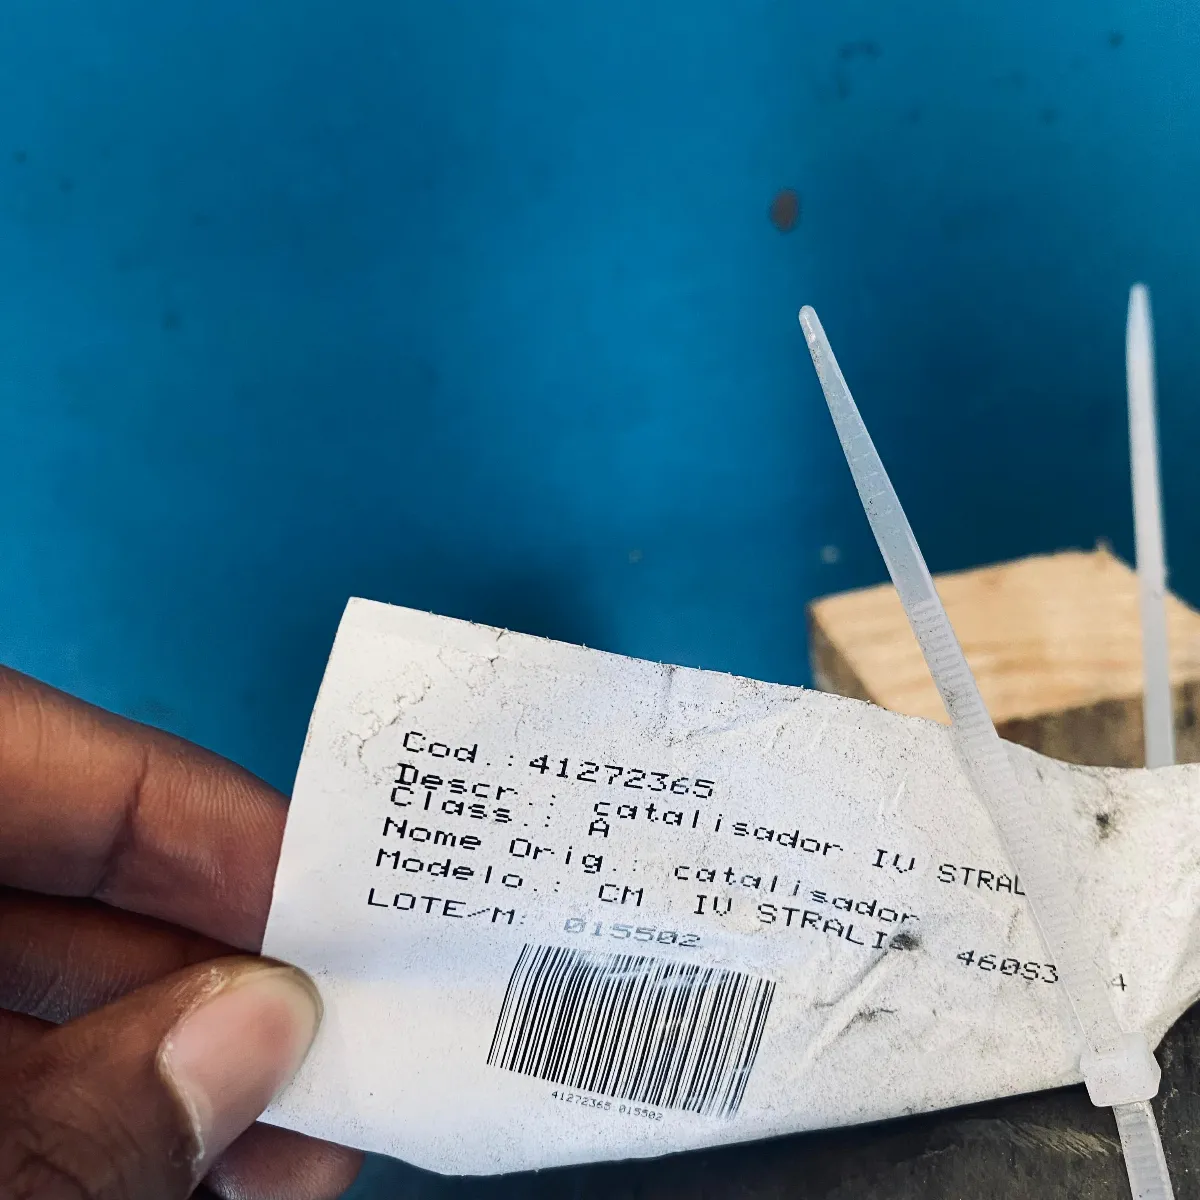 Cod.:41272365
Descr.: catalisador IV STRAL
Class.: A
Nome Orig.: catalisador
Modelo.: CM IV STRALIS 460S3 4
LOTE/M: 015502
41272365 015502